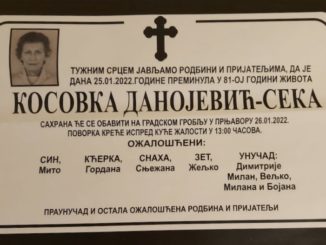 ТУЖНИМ СРЦЕМ ЈАВЉАМО РОДБИНИ И ПРИЈАТЕЉИМА, ДА ЈЕ
ДАНА 25.01.2022.ГОДИНЕ ПРЕМИНУЛА У 81-ОЈ ГОДИНИ ЖИВОТА
КОСОВКА ДАНОЈЕВИЋ-СЕКА
САХРАНА ЋЕ СЕ ОБАВИТИ НА ГРАДСКОМ ГРОБЉУ У ПРЊАВОРУ 26.01.2022.
ПОВОРКА КРЕЋЕ ИСПРЕД КУЋЕ ЖАЛОСТИ У 13:00 ЧАСОВА.
ОЖАЛОШЋЕНИ:
СИН, КЋЕРКА, СНАХА, ЗЕТ, УНУЧАД:
Мито Гордана Сњежана Жељко Димитрије
Милан, Вељко,
Милана и Бојана
ПРАУНУЧАД И ОСТАЛА ОЖАЛОШЋЕНА РОДБИНА И ПРИЈАТЕЉИ